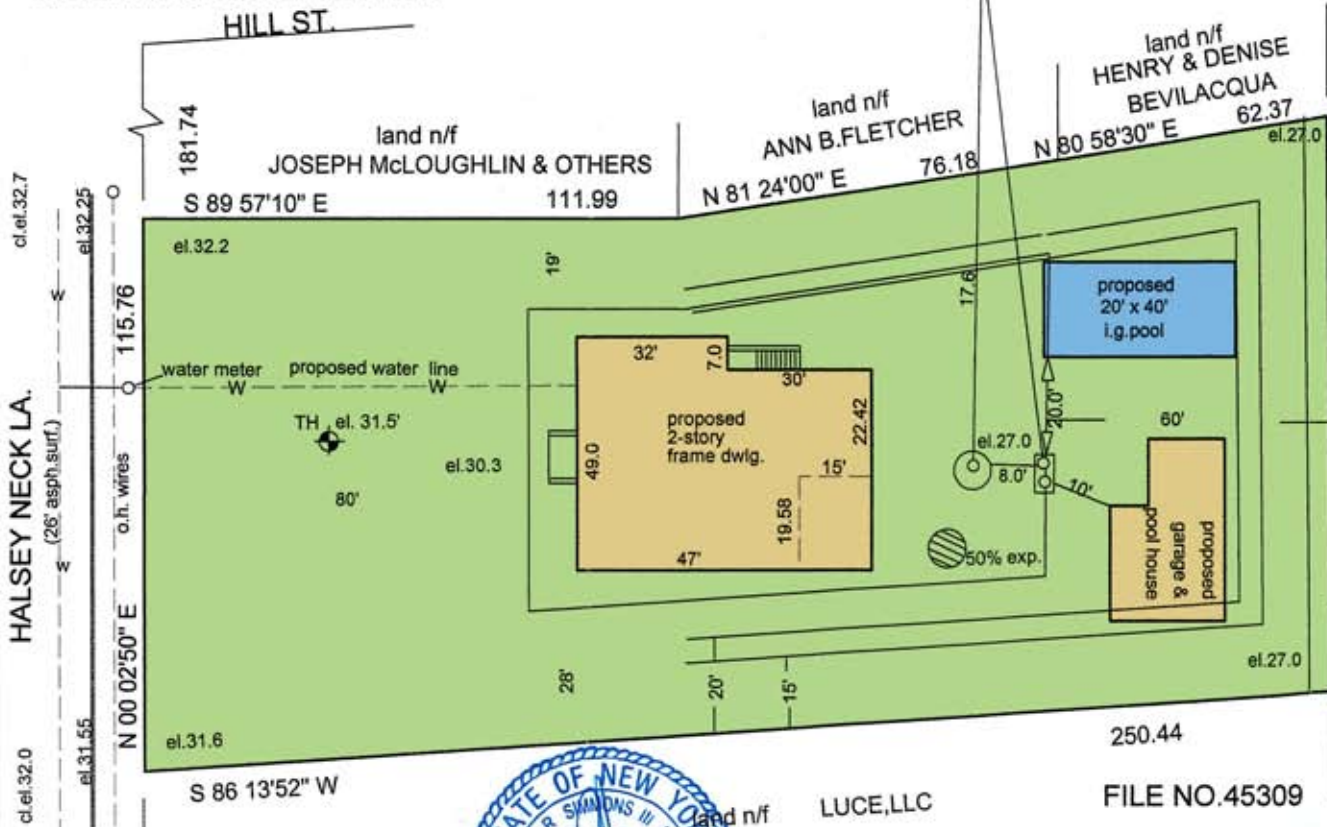 HILL ST.
land n/f
HENRY & DENISE
BEVILACQUA
62.37
N 80 58'30" E
el.27.0
land n/f
ANN B.FLETCHER
N 81 24'00" E
76.18
land n/f
JOSEPH McLOUGHLIN & OTHERS
S 89 57'10" E
111.99
181.74
cl.el.32.7
el.32.25
el.32.2
19'
115.76
17.6
proposed
20' x 40'
i.g.pool
water meter
proposed water line
W
W
W
W
32'
7.0
30'
TH el. 31.5'
el.30.3
80'
49.0
proposed
2-story
frame dwlg.
22.42
15'
19.58
47'
el.27.0
8.0'
20.0'
10'
60'
50% exp.
proposed
garage &
pool house
HALSEY NECK LA.
(26' asph.surf.)
o.h. wires
N 00 02'50" E
28'
20'
15'
el.27.0
el.31.6
el.31.55
cl.el.32.0
S 86 13'52" W
250.44
ATE OF NEW YO
R SIMMONS III
land n/f
LUCE,LLC
FILE NO.45309